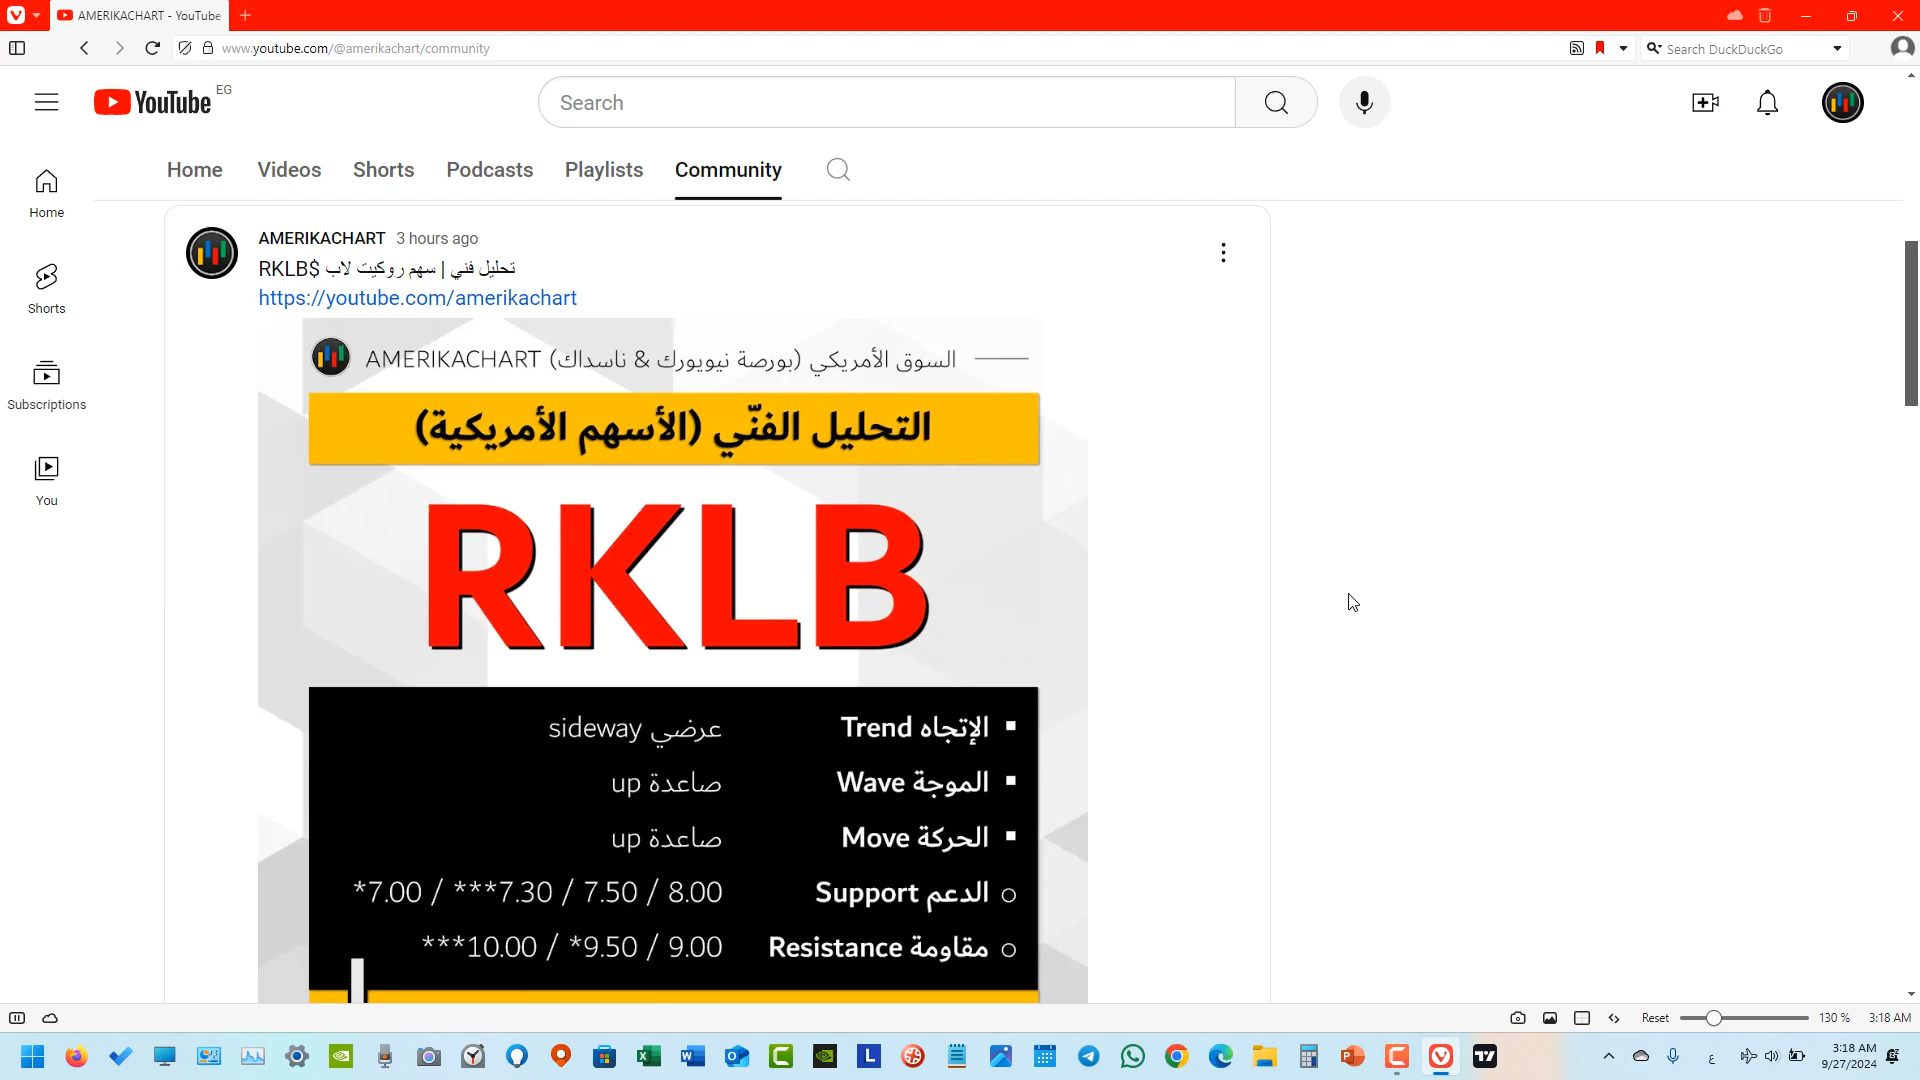 AMERIKACHART - YouTube
www.youtube.com/@amerikachart/community
Search DuckDuckGo
YouTube EG
Search
Home Videos Shorts Podcasts Playlists Community
Home
Shorts
Subscriptions
You
AMERIKACHART 3 hours ago
تحليل فني | سهم روكيت لاب $RKLB
https://youtube.com/amerikachart
السوق الأمريكي (بورصة نيويورك & ناسداك) AMERIKACHART
التحليل الفنّي (الأسهم الأمريكية)
RKLB
▪ الإتجاه Trend عرضي sideway
▪ الموجة Wave صاعدة up
▪ الحركة Move صاعدة up
○ الدعم Support 8.00 / 7.50 / 7.30*** / 7.00*
○ مقاومة Resistance 9.00 / 9.50* / 10.00***
Reset 130 % 3:18 AM
ع
3:18 AM
9/27/2024